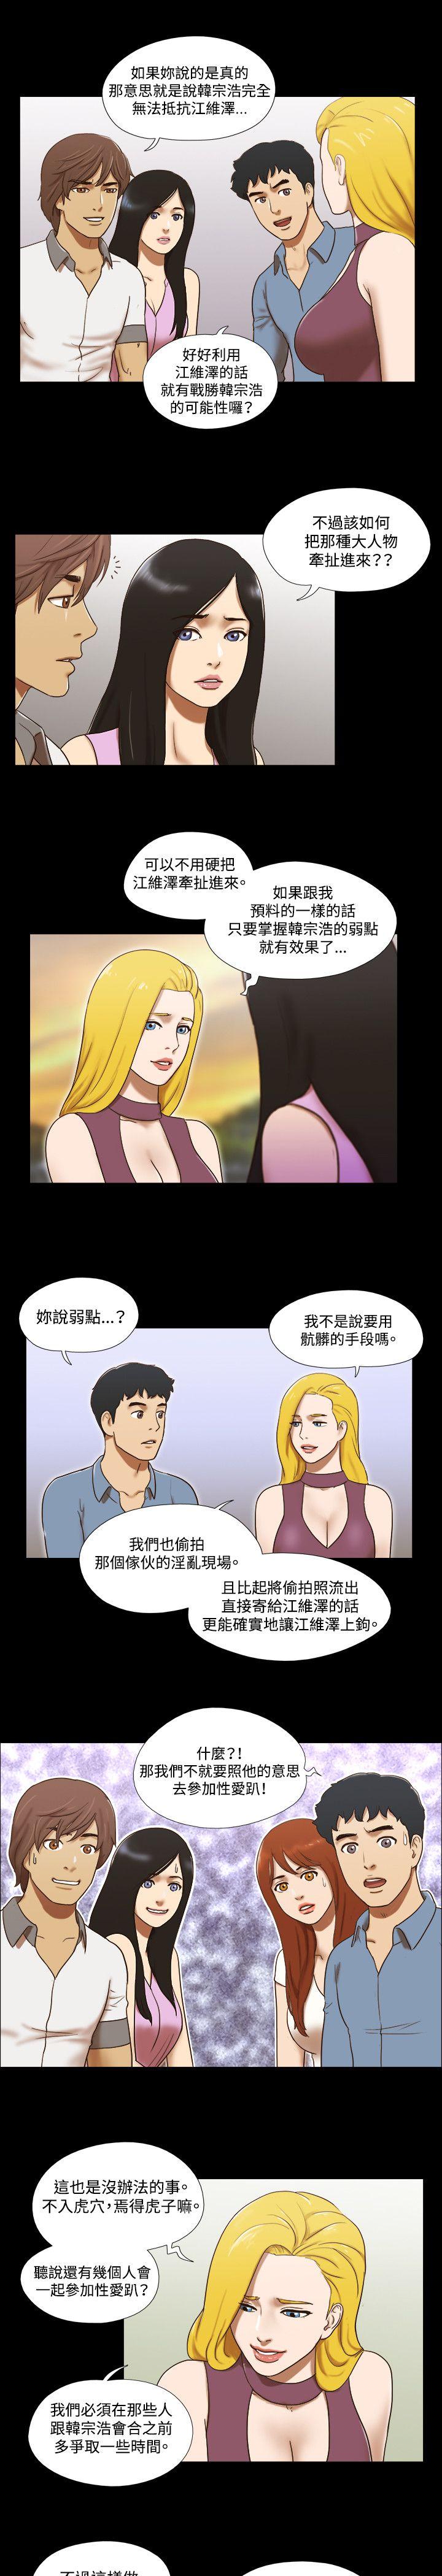 如果妳說的是真的
那意思就是說韓宗浩完全
無法抵抗江維澤…
好好利用
江維澤的話
就有戰勝韓宗浩
的可能性囉？
不過該如何
把那種大人物
牽扯進來？？
可以不用硬把
江維澤牽扯進來。
如果跟我
預料的一樣的話
只要掌握韓宗浩的弱點
就有效果了…
妳說弱點…？
我不是說要用
骯髒的手段嗎。
我們也偷拍
那個傢伙的淫亂現場。
且比起將偷拍照流出
直接寄給江維澤的話
更能確實地讓江維澤上鉤。
什麼？！
那我們不就要照他的意思
去參加性愛趴！
這也是沒辦法的事。
不入虎穴，焉得虎子嘛。
聽說還有幾個人會
一起參加性愛趴？
我們必須在那些人
跟韓宗浩會合之前
多爭取一些時間。
不過這樣做